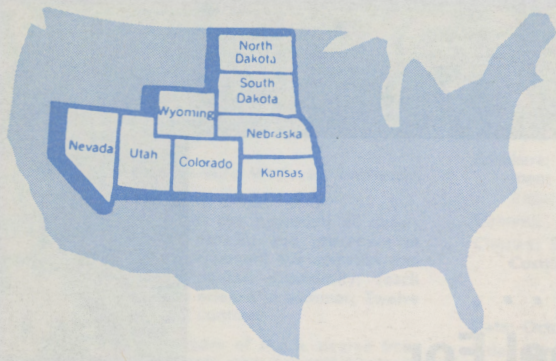 North
Dakota
South
Dakota
Wyoming
Nebraska
Nevada
Utah
Colorado
Kansas